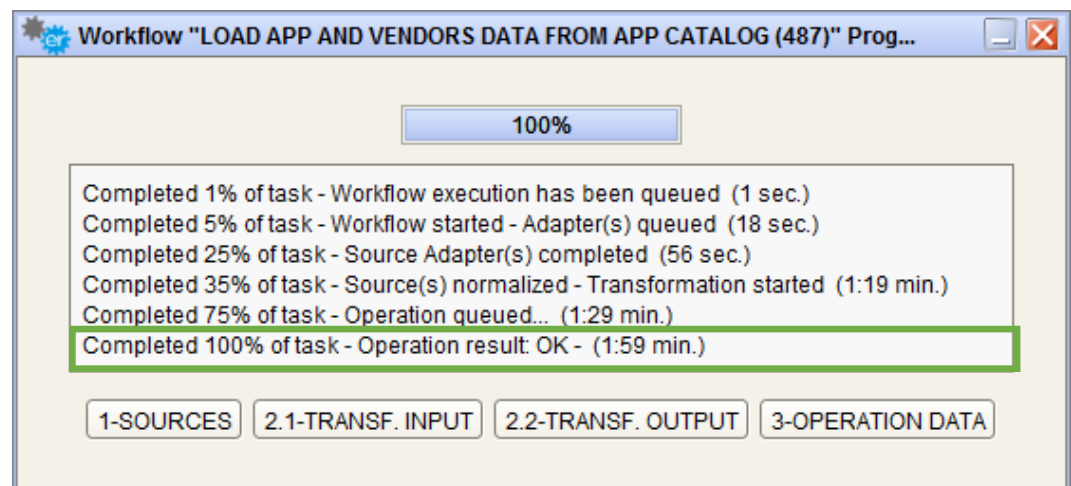 er Workflow "LOAD APP AND VENDORS DATA FROM APP CATALOG (487)" Prog...
100%
Completed 1% of task - Workflow execution has been queued (1 sec.)
Completed 5% of task - Workflow started - Adapter(s) queued (18 sec.)
Completed 25% of task - Source Adapter(s) completed (56 sec.)
Completed 35% of task - Source(s) normalized - Transformation started (1:19 min.)
Completed 75% of task - Operation queued... (1:29 min.)
Completed 100% of task - Operation result: OK - (1:59 min.)
1-SOURCES 2.1-TRANSF. INPUT 2.2-TRANSF. OUTPUT 3-OPERATION DATA